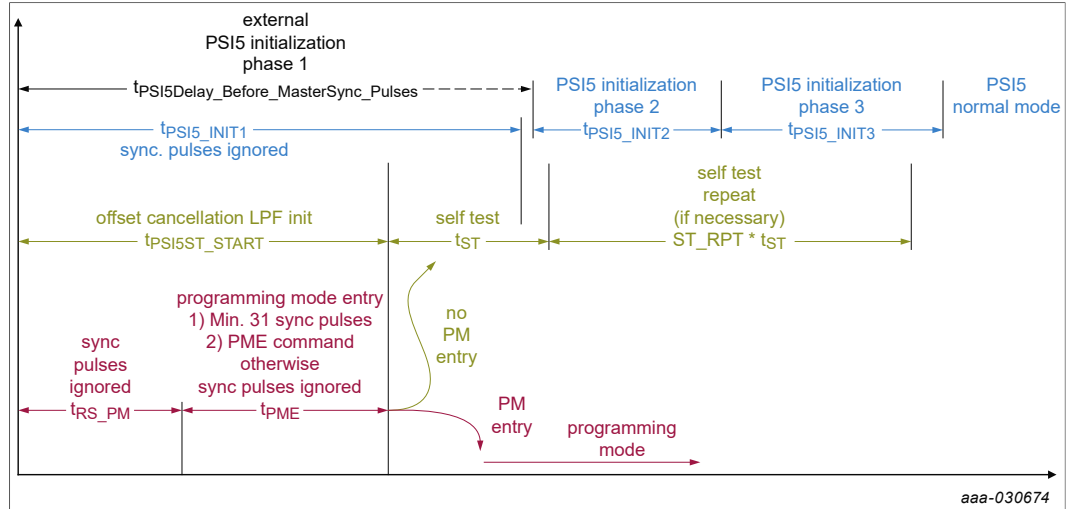 external
PSI5 initialization
phase 1
tPSI5Delay_Before_MasterSync_Pulses
PSI5 initialization
phase 2
tPSI5_INIT2
PSI5 initialization
phase 3
tPSI5_INIT3
PSI5
normal mode
tPSI5_INIT1
sync. pulses ignored
offset cancellation LPF init
tPSI5ST_START
self test
tST
self test
repeat
(if necessary)
ST_RPT * tST
sync
pulses
ignored
tRS_PM
programming mode entry
1) Min. 31 sync pulses
2) PME command
otherwise
sync pulses ignored
tPME
no
PM
entry
PM
entry
programming
mode
aaa-030674